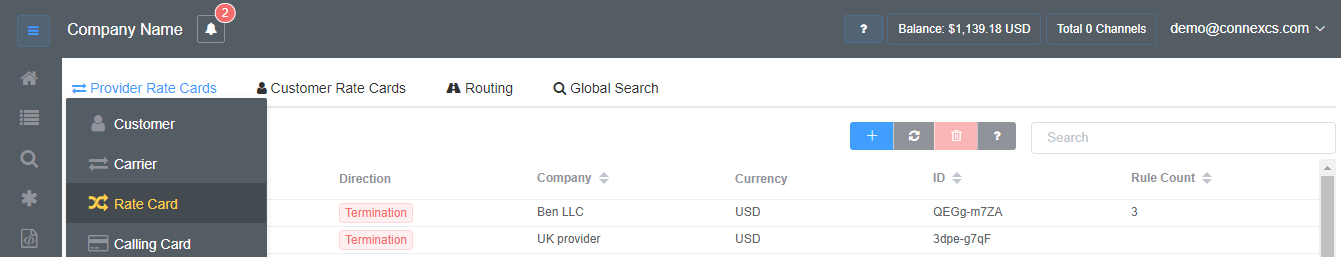 Company Name 2 ? Balance: $1,139.18 USD Total 0 Channels demo@connexcs.com
Provider Rate Cards Customer Rate Cards Routing Global Search
Customer
+ ? Search
Carrier
Direction Company Currency ID Rule Count
Rate Card
Termination Ben LLC USD QEGg-m7ZA 3
Calling Card
Termination UK provider USD 3dpe-g7qF